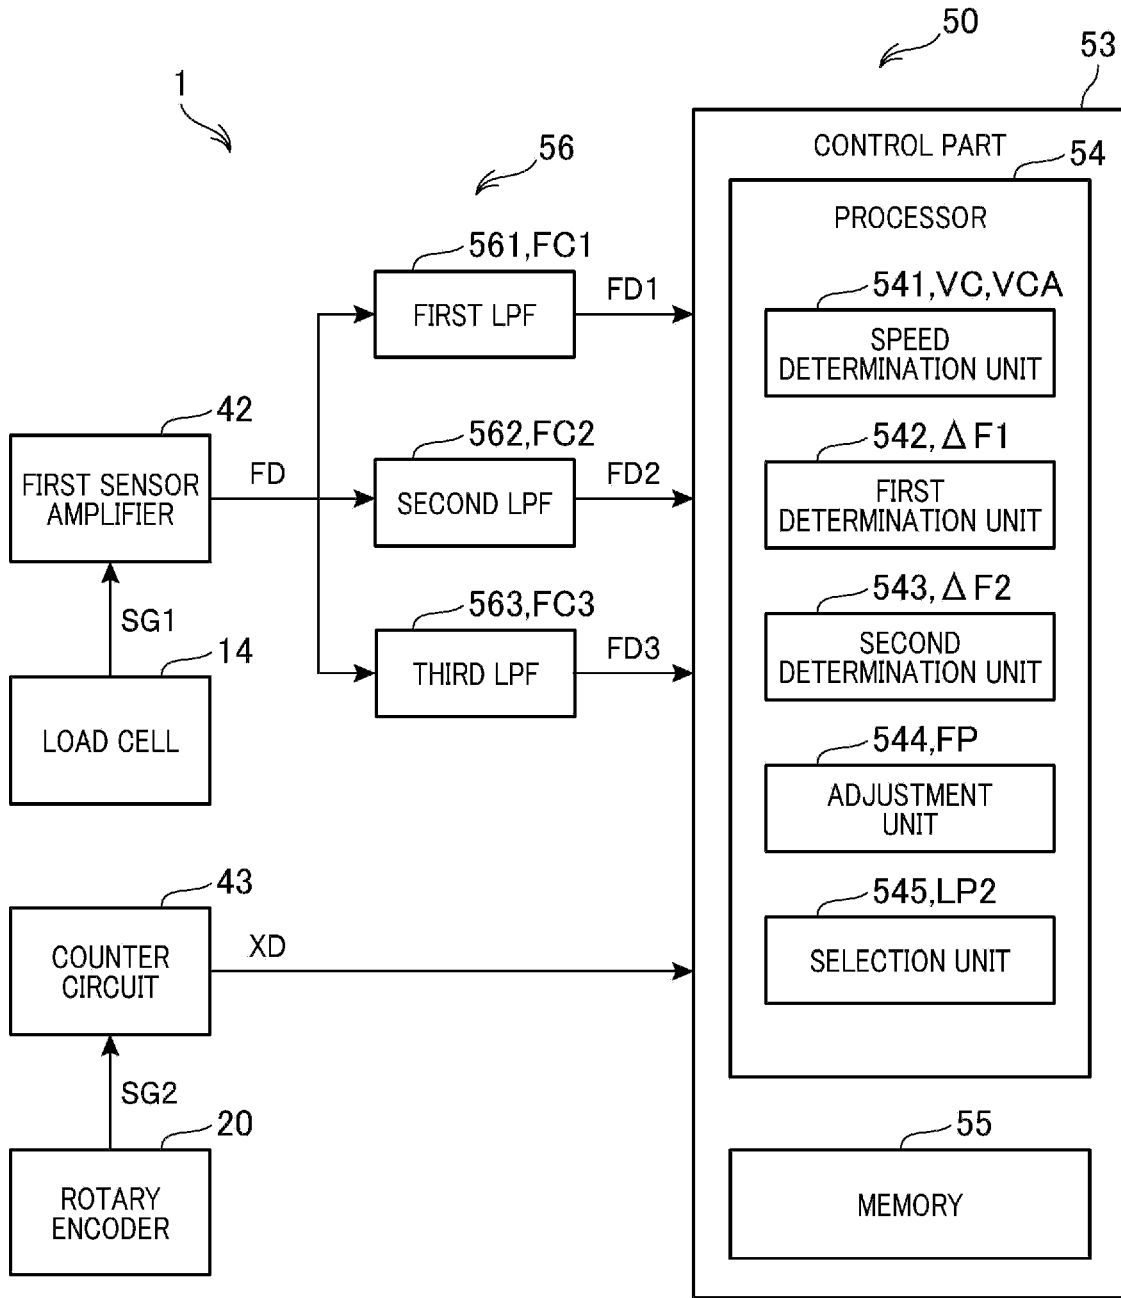 50
53
1
CONTROL PART
56
54
PROCESSOR
561,FC1
FD1
FIRST LPF
541,VC,VCA
SPEED
DETERMINATION UNIT
42
562,FC2
542,Δ F1
FIRST SENSOR
AMPLIFIER
FD
SECOND LPF
FD2
FIRST
DETERMINATION UNIT
SG1
563,FC3
543,Δ F2
14
THIRD LPF
FD3
SECOND
DETERMINATION UNIT
LOAD CELL
544,FP
ADJUSTMENT
UNIT
43
545,LP2
COUNTER
CIRCUIT
XD
SELECTION UNIT
SG2
20
55
ROTARY
ENCODER
MEMORY